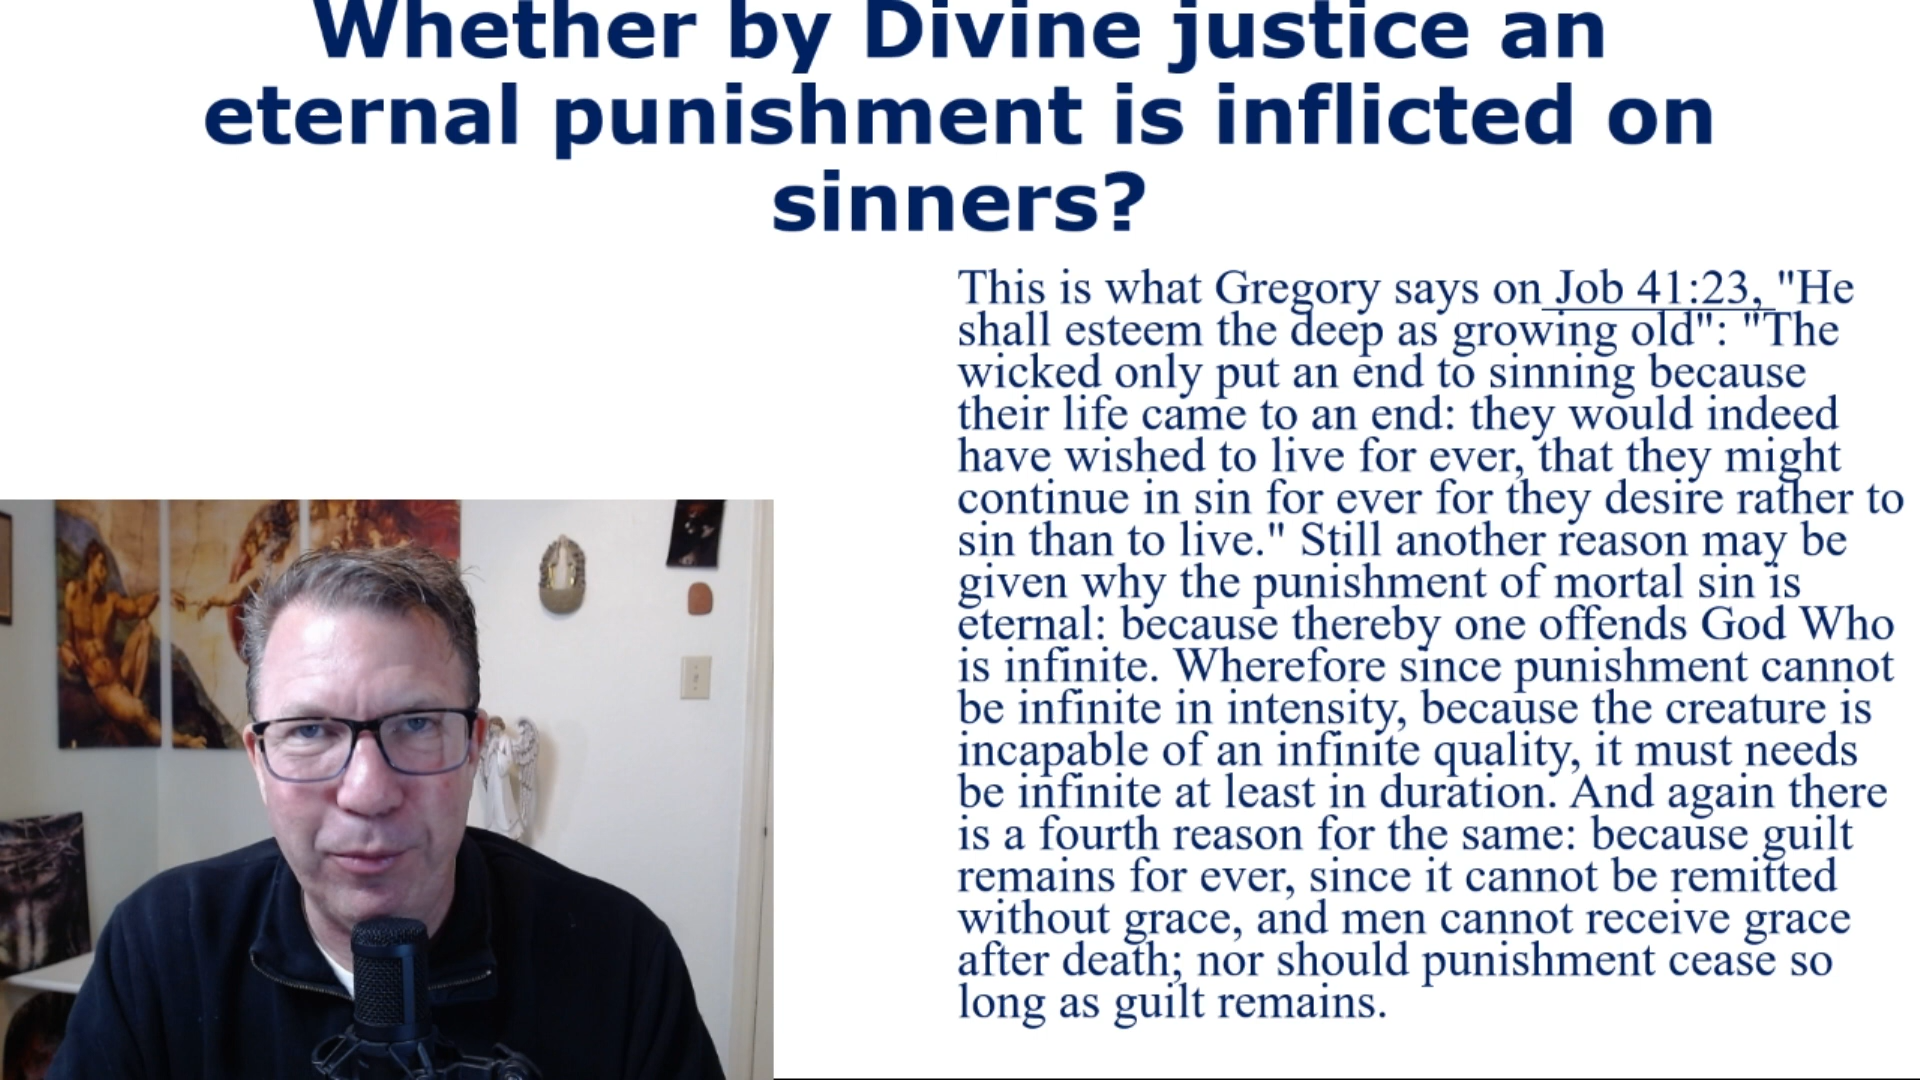 Whether by Divine justice an
eternal punishment is inflicted on
sinners?
This is what Gregory says on Job 41:23, "He
shall esteem the deep as growing old": "The
wicked only put an end to sinning because
their life came to an end: they would indeed
have wished to live for ever, that they might
continue in sin for ever for they desire rather to
sin than to live." Still another reason may be
given why the punishment of mortal sin is
eternal: because thereby one offends God Who
is infinite. Wherefore since punishment cannot
be infinite in intensity, because the creature is
incapable of an infinite quality, it must needs
be infinite at least in duration. And again there
is a fourth reason for the same: because guilt
remains for ever, since it cannot be remitted
without grace, and men cannot receive grace
after death; nor should punishment cease so
long as guilt remains.